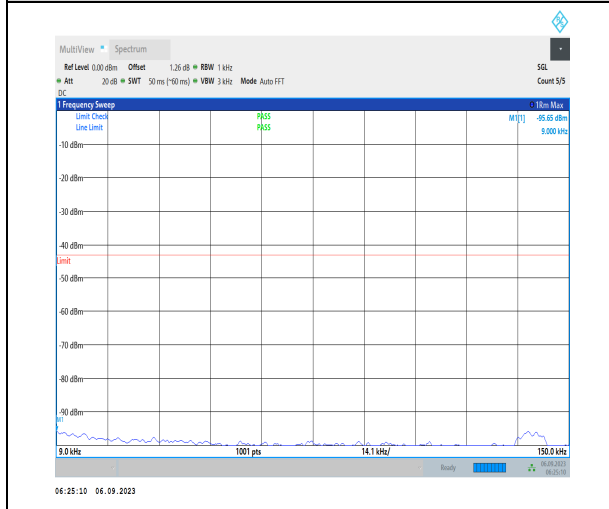 MultiView Spectrum
Ref Level 0.00 dBm Offset 1.26 dB RBW 1 kHz SGL
Att 20 dB SWT 50 ms (~60 ms) VBW 3 kHz Mode Auto FFT Count 5/5
DC
1 Frequency Sweep 1Rm Max
Limit Check PASS M1[1] -95.65 dBm
Line Limit PASS 9.000 kHz
-10 dBm
-20 dBm
-30 dBm
-40 dBm
Limit
-50 dBm
-60 dBm
-70 dBm
-80 dBm
-90 dBm
M1
9.0 kHz 1001 pts 14.1 kHz/ 150.0 kHz
Ready 06.09.2023
06:25:10
06:25:10 06.09.2023